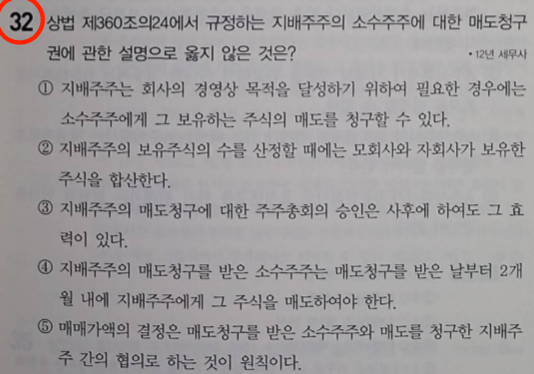 32 상법 제360조의24에서 규정하는 지배주주의 소수주주에 대한 매도청구
권에 관한 설명으로 옳지 않은 것은? •12년 세무사
① 지배주주는 회사의 경영상 목적을 달성하기 위하여 필요한 경우에는
소수주주에게 그 보유하는 주식의 매도를 청구할 수 있다.
② 지배주주의 보유주식의 수를 산정할 때에는 모회사와 자회사가 보유한
주식을 합산한다.
③ 지배주주의 매도청구에 대한 주주총회의 승인은 사후에 하여도 그 효
력이 있다.
④ 지배주주의 매도청구를 받은 소수주주는 매도청구를 받은 날부터 2개
월 내에 지배주주에게 그 주식을 매도하여야 한다.
⑤ 매매가액의 결정은 매도청구를 받은 소수주주와 매도를 청구한 지배주
주 간의 협의로 하는 것이 원칙이다.